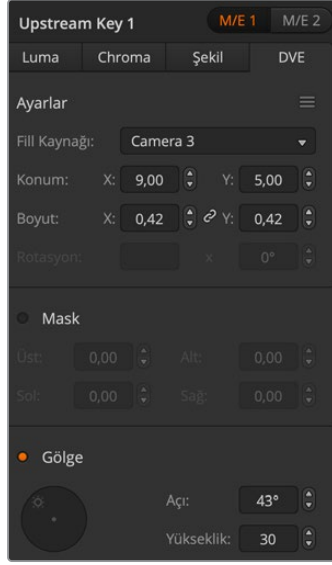 Upstream Key 1 M/E 1 M/E 2
Luma Chroma Şekil DVE
Ayarlar
Fill Kaynağı: Camera 3
Konum: X: 9,00 Y: 5,00
Boyut: X: 0,42 Y: 0,42
Rotasyon: x 0°
Mask
Üst: 0,00 Alt: 0,00
Sol: 0,00 Sağ: 0,00
Gölge
Açı: 43°
Yükseklik: 30